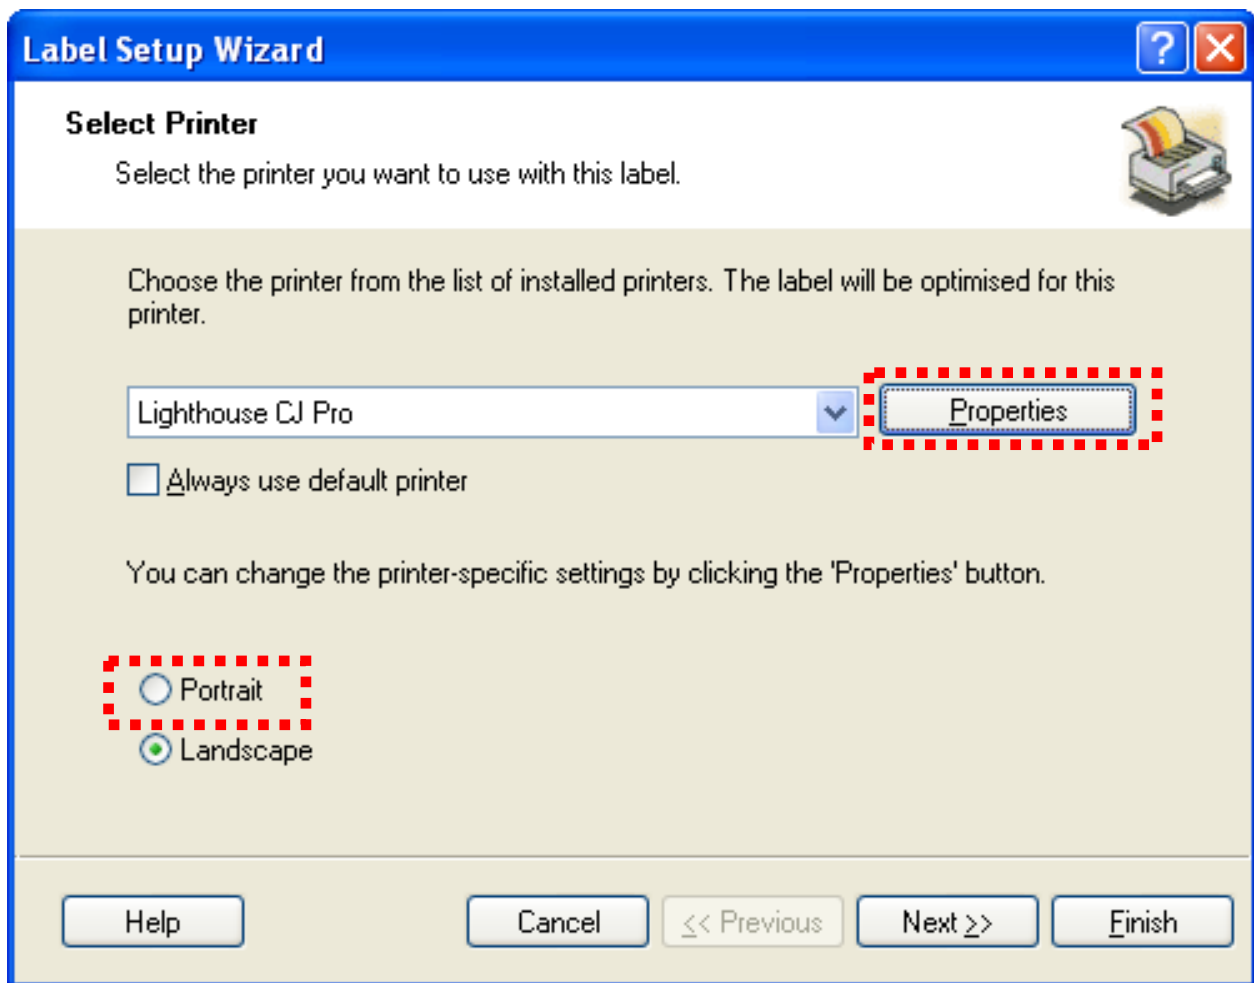 Label Setup Wizard
?
Select Printer
Select the printer you want to use with this label.
Choose the printer from the list of installed printers. The label will be optimised for this
printer.
Lighthouse CJ Pro
Properties
Always use default printer
You can change the printer-specific settings by clicking the 'Properties' button.
Portrait
Landscape
Help Cancel << Previous Next >> Finish